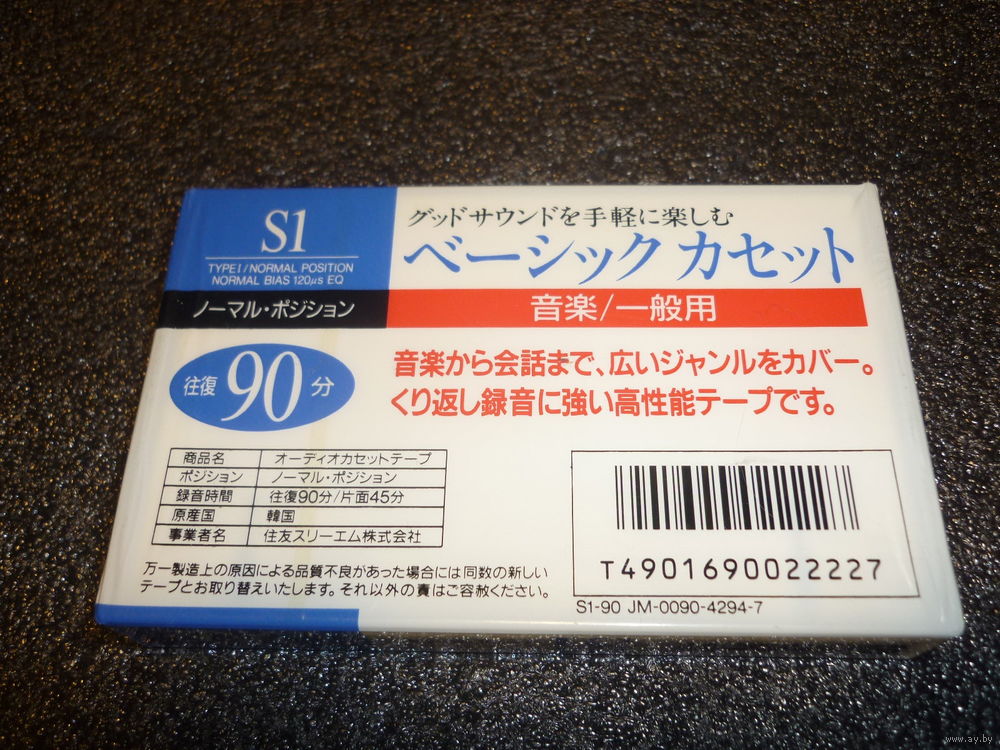 S1
TYPE I/NORMAL POSITION
NORMAL BIAS 120μs EQ
ノーマル・ポジション
グッドサウンドを手軽に楽しむ
ベーシック カセット
音楽/一般用
往復90分
音楽から会話まで、広いジャンルをカバー。
くり返し録音に強い高性能テープです。
商品名 オーディオカセットテープ
ポジション ノーマル・ポジション
録音時間 往復90分/片面45分
原産国 韓国
事業者名 住友スリーエム株式会社
万一製造上の原因による品質不良があった場合には同数の新しい
テープとお取り替えいたします。それ以外の責はご容赦ください。
T4901690022227
S1-90 JM-0090-4294-7
www.ay.by